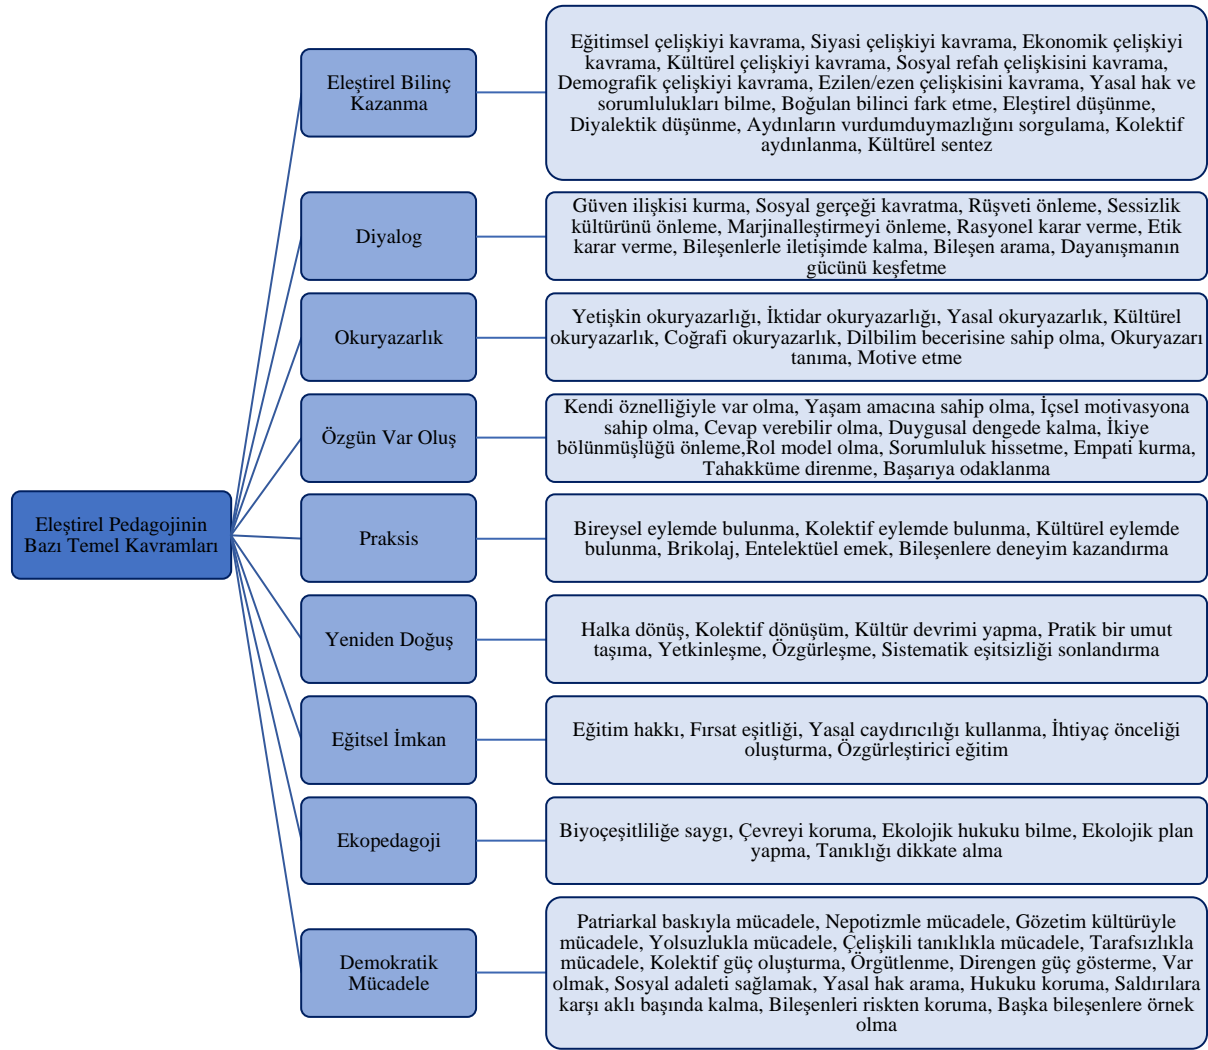 Eleştirel Pedagojinin
Bazı Temel Kavramları
Eleştirel Bilinç
Kazanma
Eğitimsel çelişkiyi kavrama, Siyasi çelişkiyi kavrama, Ekonomik çelişkiyi
kavrama, Kültürel çelişkiyi kavrama, Sosyal refah çelişkisini kavrama,
Demografik çelişkiyi kavrama, Ezilen/ezen çelişkisini kavrama, Yasal hak ve
sorumlulukları bilme, Boğulan bilinci fark etme, Eleştirel düşünme,
Diyalektik düşünme, Aydınların vurdumduymazlığını sorgulama, Kolektif
aydınlanma, Kültürel sentez
Diyalog
Güven ilişkisi kurma, Sosyal gerçeği kavratma, Rüşveti önleme, Sessizlik
kültürünü önleme, Marjinalleştirmeyi önleme, Rasyonel karar verme, Etik
karar verme, Bileşenlerle iletişimde kalma, Bileşen arama, Dayanışmanın
gücünü keşfetme
Okuryazarlık
Yetişkin okuryazarlığı, İktidar okuryazarlığı, Yasal okuryazarlık, Kültürel
okuryazarlık, Coğrafi okuryazarlık, Dilbilim becerisine sahip olma, Okuryazarı
tanıma, Motive etme
Özgün Var Oluş
Kendi öznelliğiyle var olma, Yaşam amacına sahip olma, İçsel motivasyona
sahip olma, Cevap verebilir olma, Duygusal dengede kalma, İkiye
bölünmüşlüğü önleme,Rol model olma, Sorumluluk hissetme, Empati kurma,
Tahakküme direnme, Başarıya odaklanma
Praksis
Bireysel eylemde bulunma, Kolektif eylemde bulunma, Kültürel eylemde
bulunma, Brikolaj, Entelektüel emek, Bileşenlere deneyim kazandırma
Yeniden Doğuş
Halka dönüş, Kolektif dönüşüm, Kültür devrimi yapma, Pratik bir umut
taşıma, Yetkinleşme, Özgürleşme, Sistematik eşitsizliği sonlandırma
Eğitsel İmkan
Eğitim hakkı, Fırsat eşitliği, Yasal caydırıcılığı kullanma, İhtiyaç önceliği
oluşturma, Özgürleştirici eğitim
Ekopedagoji
Biyoçeşitliliğe saygı, Çevreyi koruma, Ekolojik hukuku bilme, Ekolojik plan
yapma, Tanıklığı dikkate alma
Demokratik
Mücadele
Patriarkal baskıyla mücadele, Nepotizmle mücadele, Gözetim kültürüyle
mücadele, Yolsuzlukla mücadele, Çelişkili tanıklıkla mücadele, Tarafsızlıkla
mücadele, Kolektif güç oluşturma, Örgütlenme, Direngen güç gösterme, Var
olmak, Sosyal adaleti sağlamak, Yasal hak arama, Hukuku koruma, Saldırılara
karşı aklı başında kalma, Bileşenleri riskten koruma, Başka bileşenlere örnek
olma